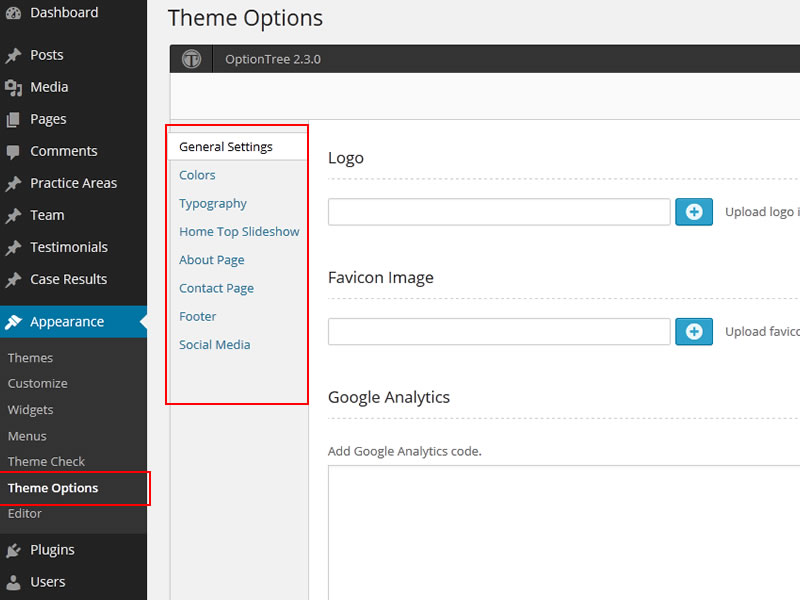 Dashboard
Posts
Media
Pages
Comments
Practice Areas
Team
Testimonials
Case Results
Appearance
Themes
Customize
Widgets
Menus
Theme Check
Theme Options
Editor
Plugins
Users
Theme Options
OptionTree 2.3.0
General Settings
Colors
Typography
Home Top Slideshow
About Page
Contact Page
Footer
Social Media
Logo
Upload logo i
Favicon Image
Upload favico
Google Analytics
Add Google Analytics code.